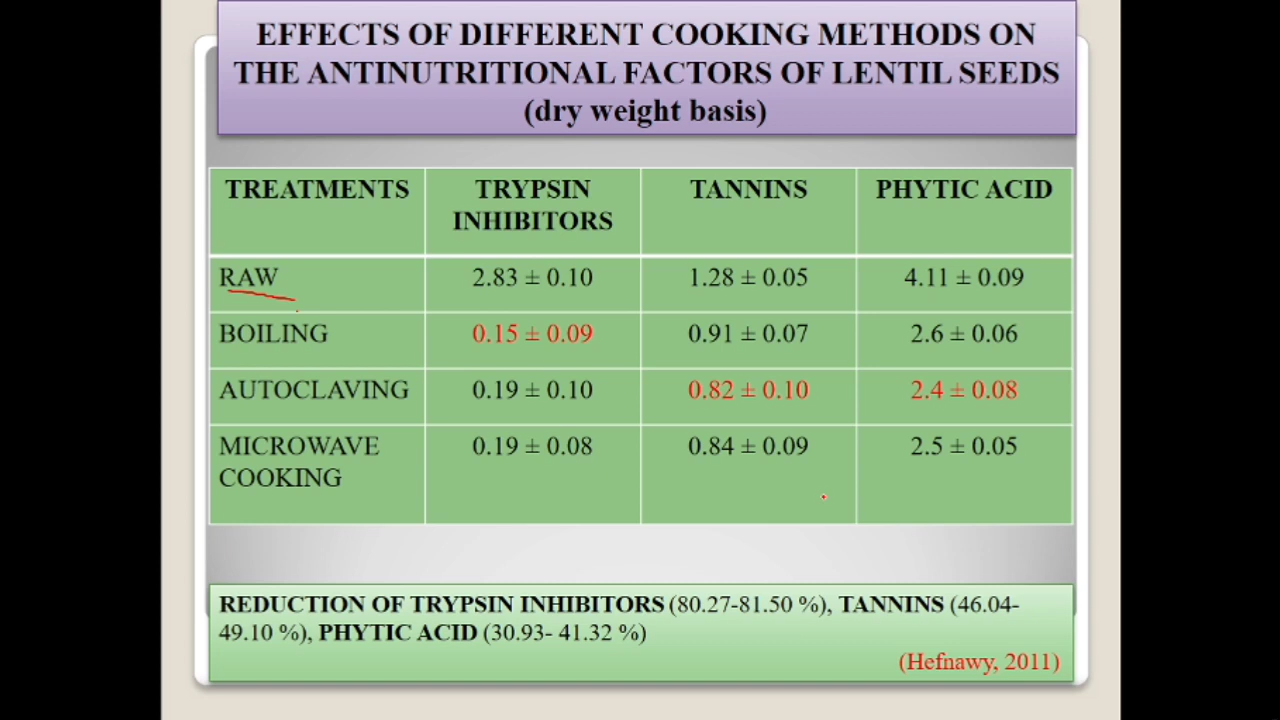 EFFECTS OF DIFFERENT COOKING METHODS ON
THE ANTINUTRITIONAL FACTORS OF LENTIL SEEDS
(dry weight basis)
TREATMENTS TRYPSIN INHIBITORS TANNINS PHYTIC ACID
RAW 2.83 ± 0.10 1.28 ± 0.05 4.11 ± 0.09
BOILING 0.15 ± 0.09 0.91 ± 0.07 2.6 ± 0.06
AUTOCLAVING 0.19 ± 0.10 0.82 ± 0.10 2.4 ± 0.08
MICROWAVE COOKING 0.19 ± 0.08 0.84 ± 0.09 2.5 ± 0.05
REDUCTION OF TRYPSIN INHIBITORS (80.27-81.50 %), TANNINS (46.04-
49.10 %), PHYTIC ACID (30.93- 41.32 %)
(Hefnawy, 2011)